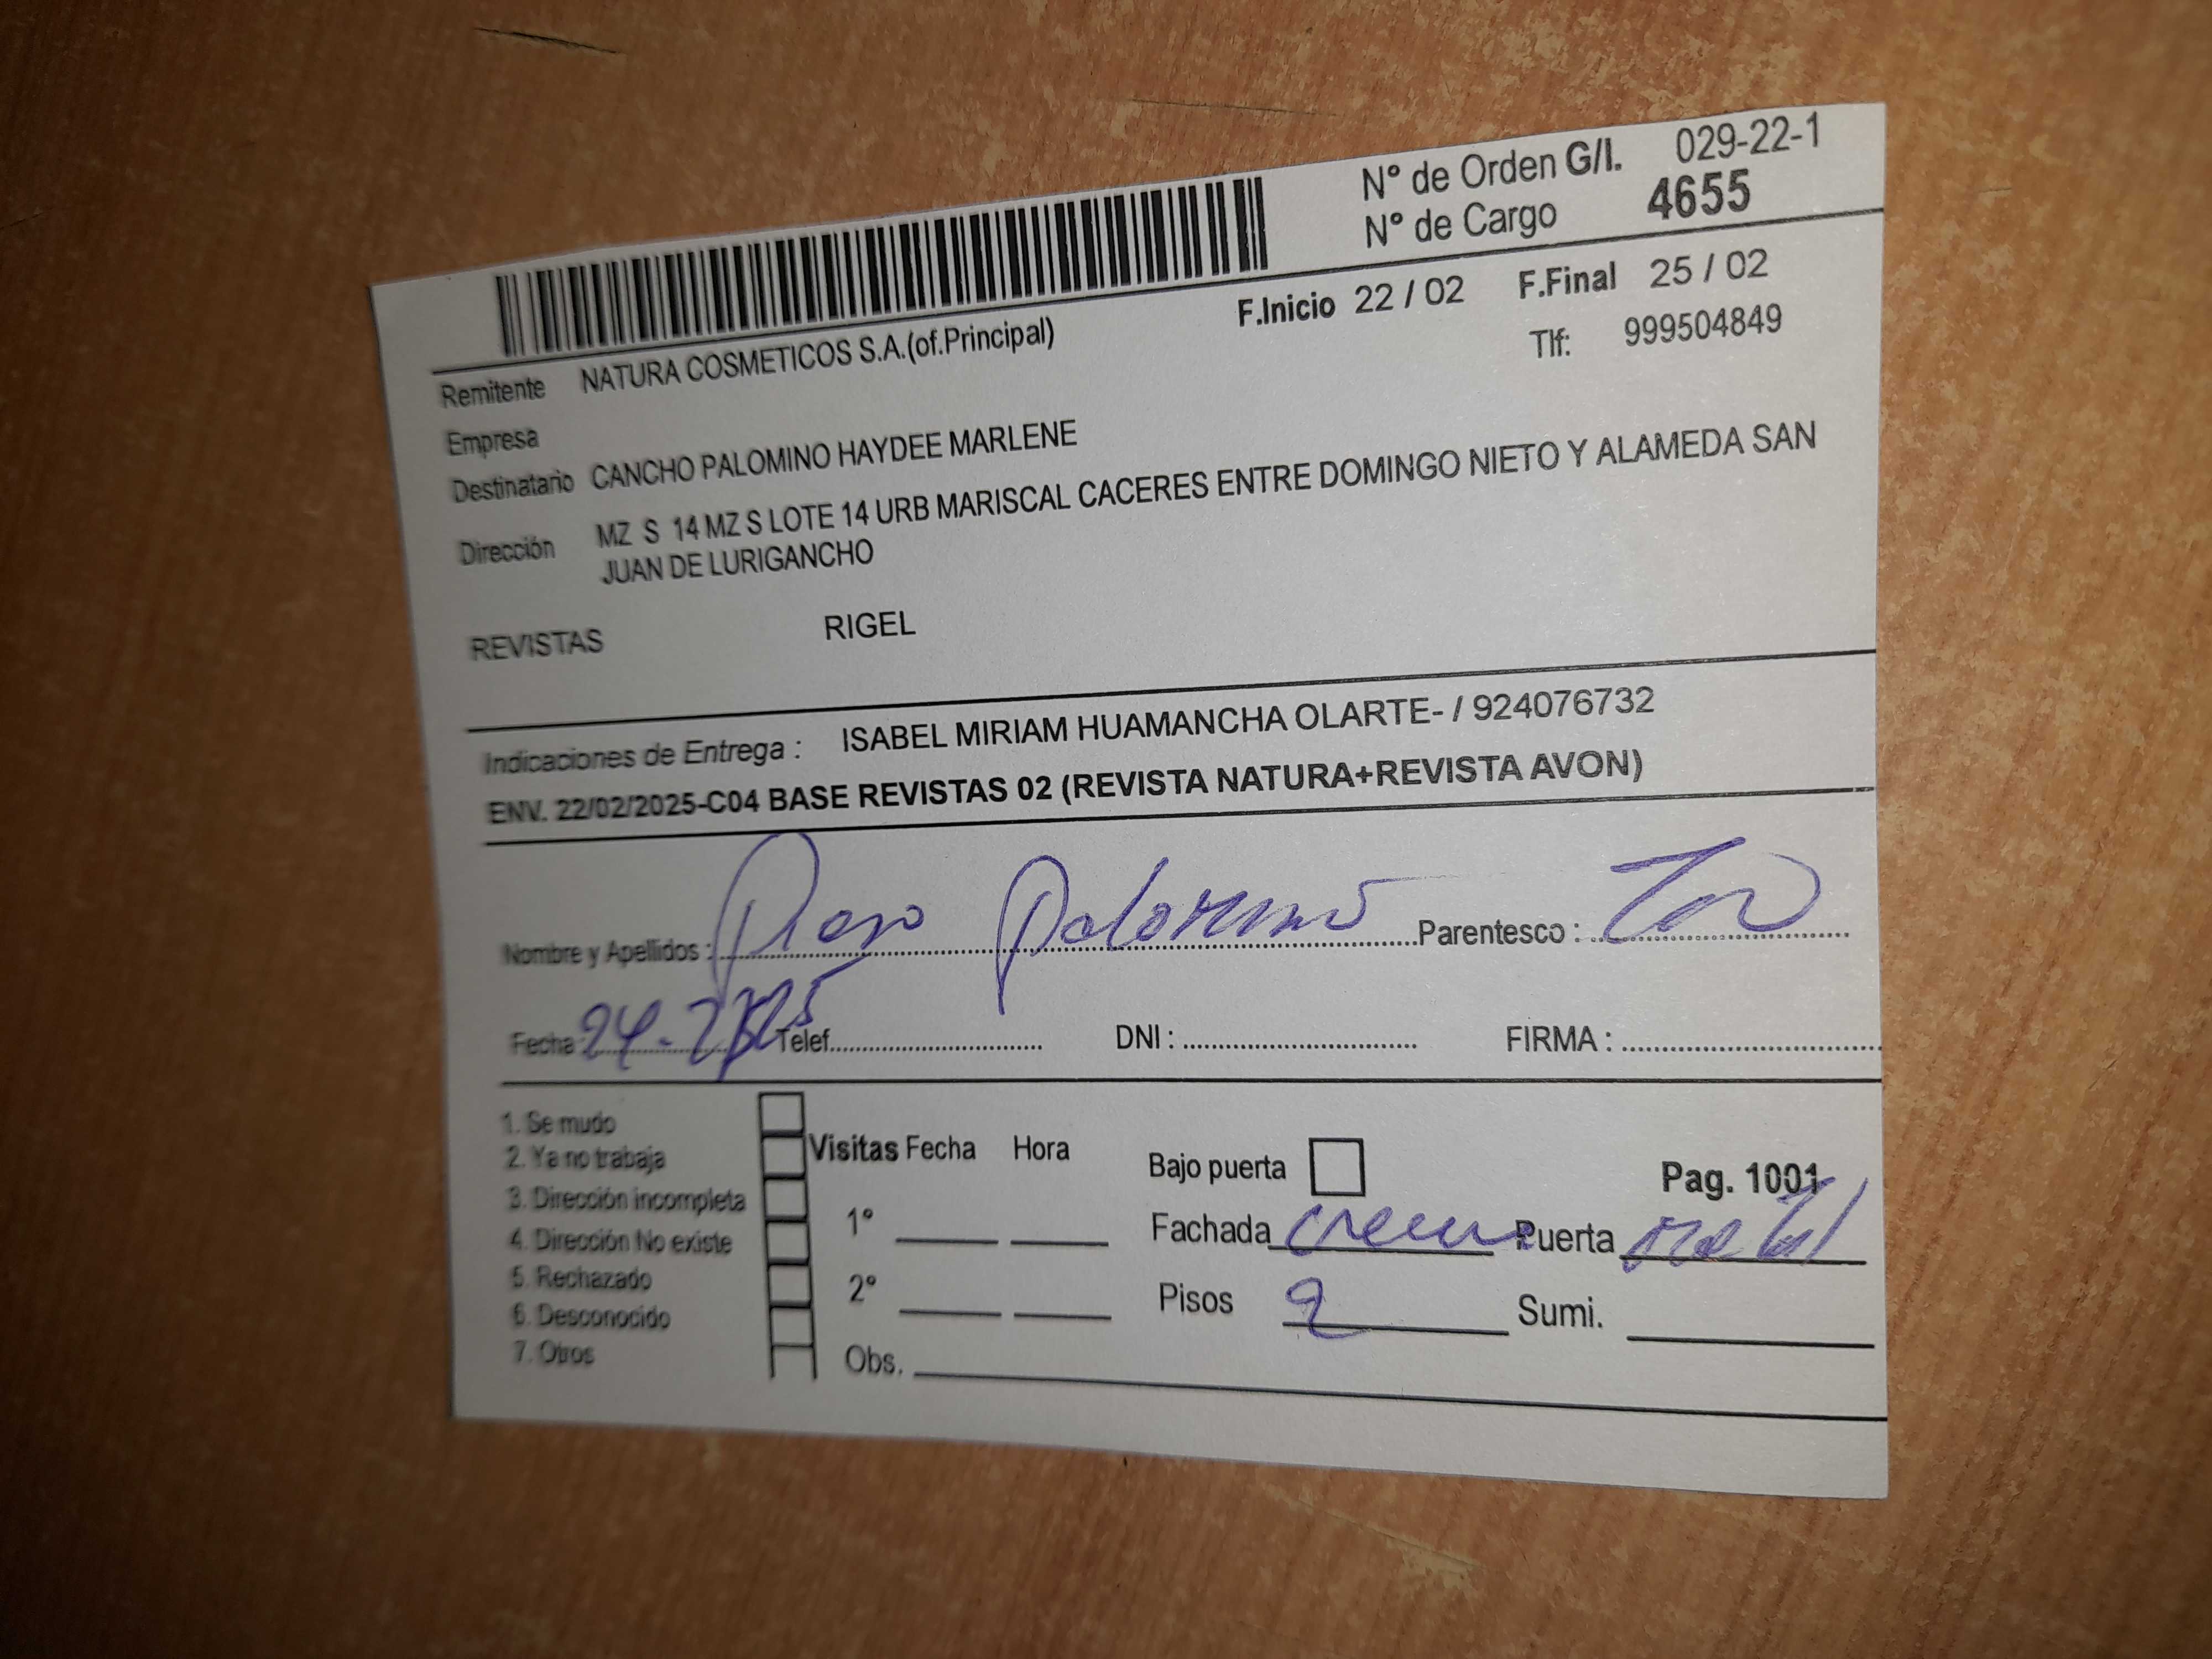 N° de Orden G/I. 029-22-1
N° de Cargo 4655
F.Inicio 22 / 02 F.Final 25 / 02
Remitente NATURA COSMETICOS S.A.(of.Principal) Tlf: 999504849
Empresa
Destinatario CANCHO PALOMINO HAYDEE MARLENE
Dirección MZ S 14 MZ S LOTE 14 URB MARISCAL CACERES ENTRE DOMINGO NIETO Y ALAMEDA SAN
JUAN DE LURIGANCHO
REVISTAS RIGEL
Indicaciones de Entrega : ISABEL MIRIAM HUAMANCHA OLARTE- / 924076732
ENV. 22/02/2025-C04 BASE REVISTAS 02 (REVISTA NATURA+REVISTA AVON)
Nombre y Apellidos : Palomino Parentesco :
Fecha : 24-2 Telef. DNI : FIRMA :
1. Se mudo
2. Ya no trabaja
3. Dirección incompleta
4. Dirección No existe
5. Rechazado
6. Desconocido
7. Otros
Visitas Fecha Hora
1°
2°
Obs.
Bajo puerta Pag. 1001
Fachada crema Puerta metal
Pisos 2 Sumi.